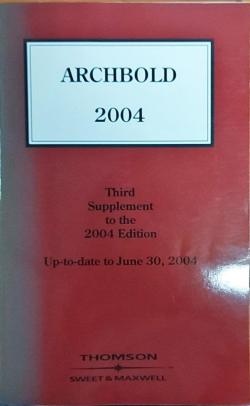 ARCHBOLD
2004
Third
Supplement
to the
2004 Edition
Up-to-date to June 30, 2004
THOMSON
SWEET & MAXWELL